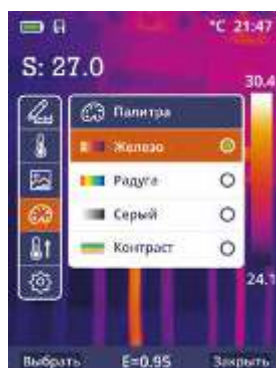 °C 21:47
S: 27.0
30.4
Палитра
Железо
Радуга
Серый
Контраст
24.1
Выбрать E=0.95 Закрыть